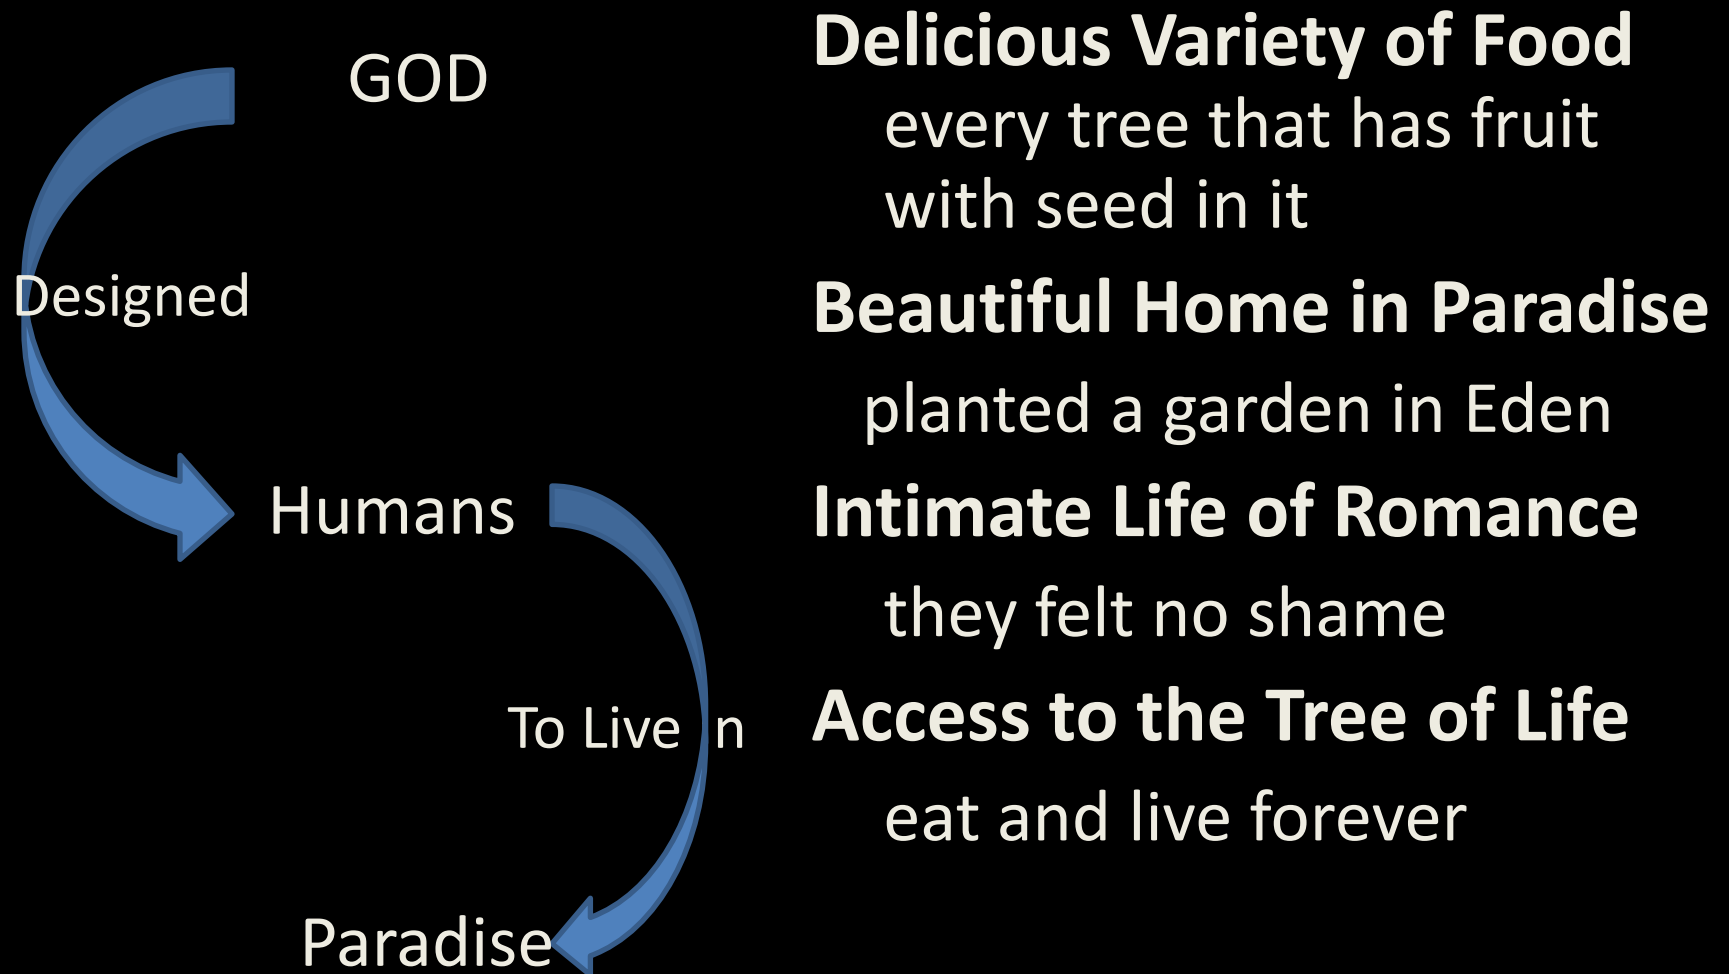 GOD
Designed
Humans
To Live n
Paradise
Delicious Variety of Food
every tree that has fruit
with seed in it
Beautiful Home in Paradise
planted a garden in Eden
Intimate Life of Romance
they felt no shame
Access to the Tree of Life
eat and live forever